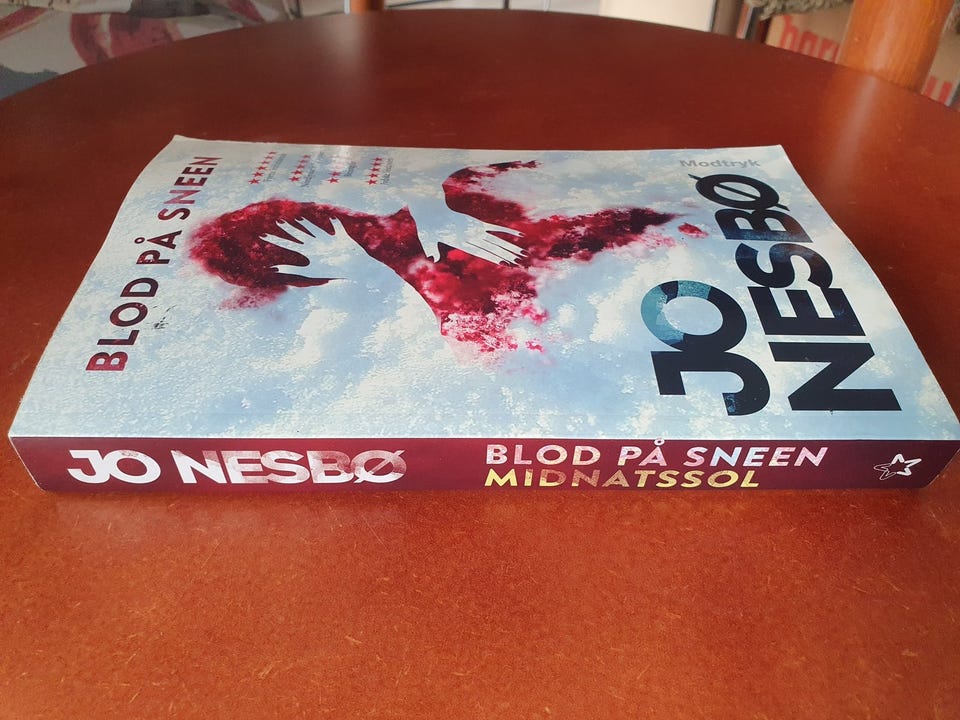 BLOD PÅ SNEEN
Modtryk
JO
NESBØ
JO NESBØ
BLOD PÅ SNEEN
MIDNATSSOL